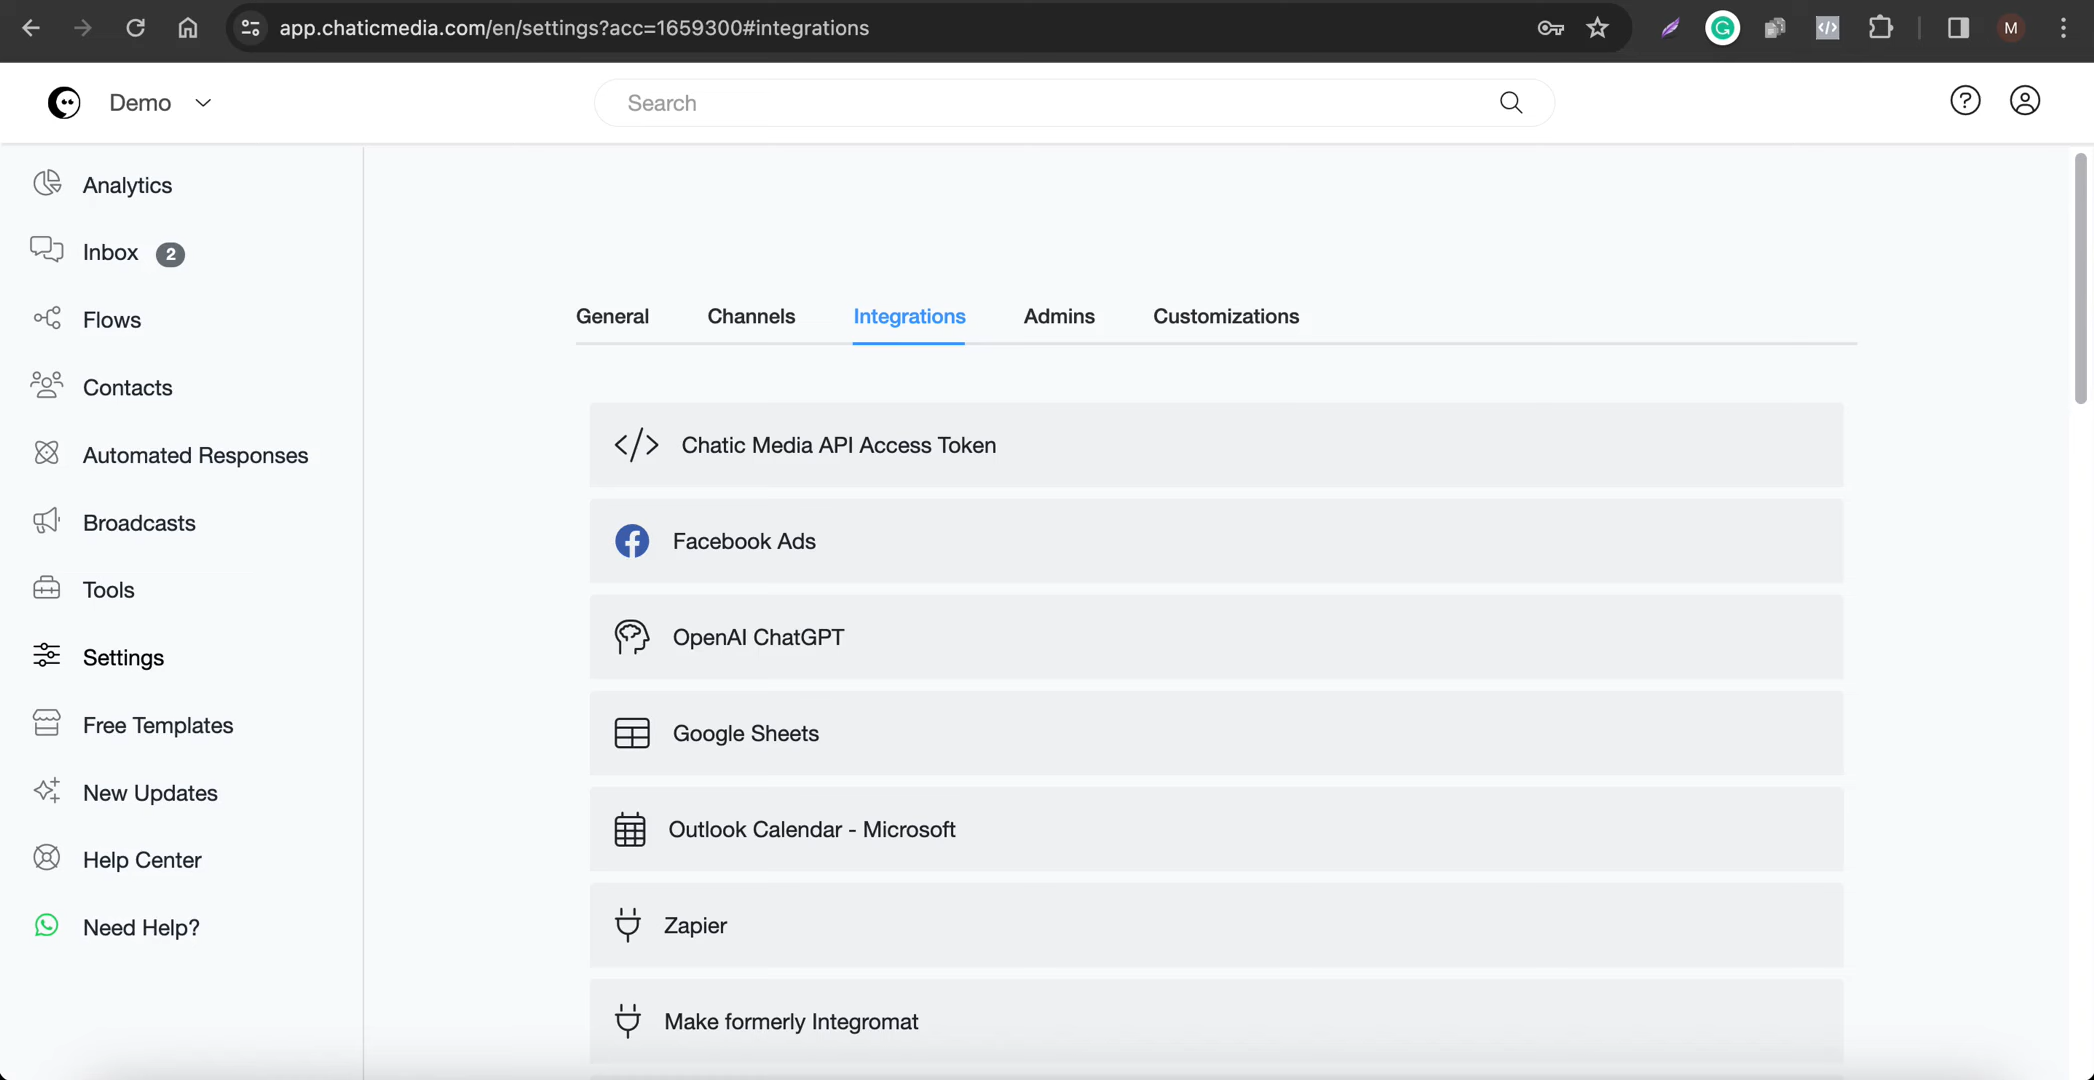 app.chaticmedia.com/en/settings?acc=1659300#integrations
M
Demo
Search
Analytics
Inbox 2
Flows
Contacts
Automated Responses
Broadcasts
Tools
Settings
Free Templates
New Updates
Help Center
Need Help?
General Channels Integrations Admins Customizations
Chatic Media API Access Token
Facebook Ads
OpenAI ChatGPT
Google Sheets
Outlook Calendar - Microsoft
Zapier
Make formerly Integromat